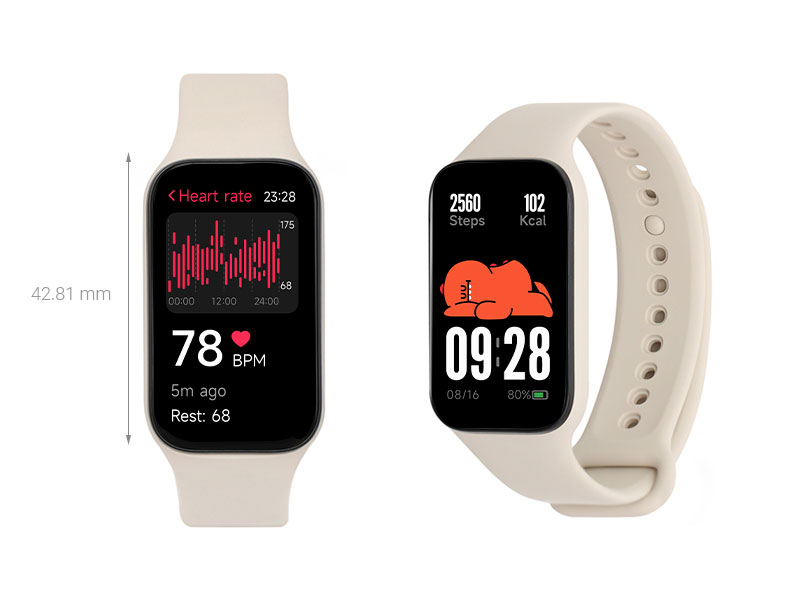 42.81 mm
Heart rate 23:28
175
68
00:00 12:00 24:00
78 BPM
5m ago
Rest: 68
2560 102
Steps Kcal
09:28
08/16 80%